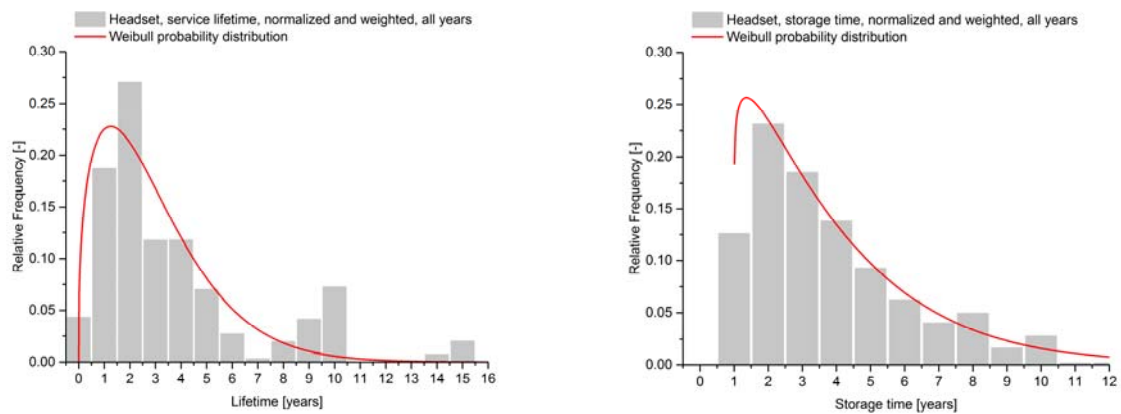 Headset, service lifetime, normalized and weighted, all years
Weibull probability distribution
0.30
0.25
0.20
0.15
0.10
0.05
0.00
Relative Frequency [-]
0 1 2 3 4 5 6 7 8 9 10 11 12 13 14 15 16
Lifetime [years]
Headset, storage time, normalized and weighted, all years
Weibull probability distribution
0.30
0.25
0.20
0.15
0.10
0.05
0.00
Relative Frequency [-]
0 1 2 3 4 5 6 7 8 9 10 11 12
Storage time [years]